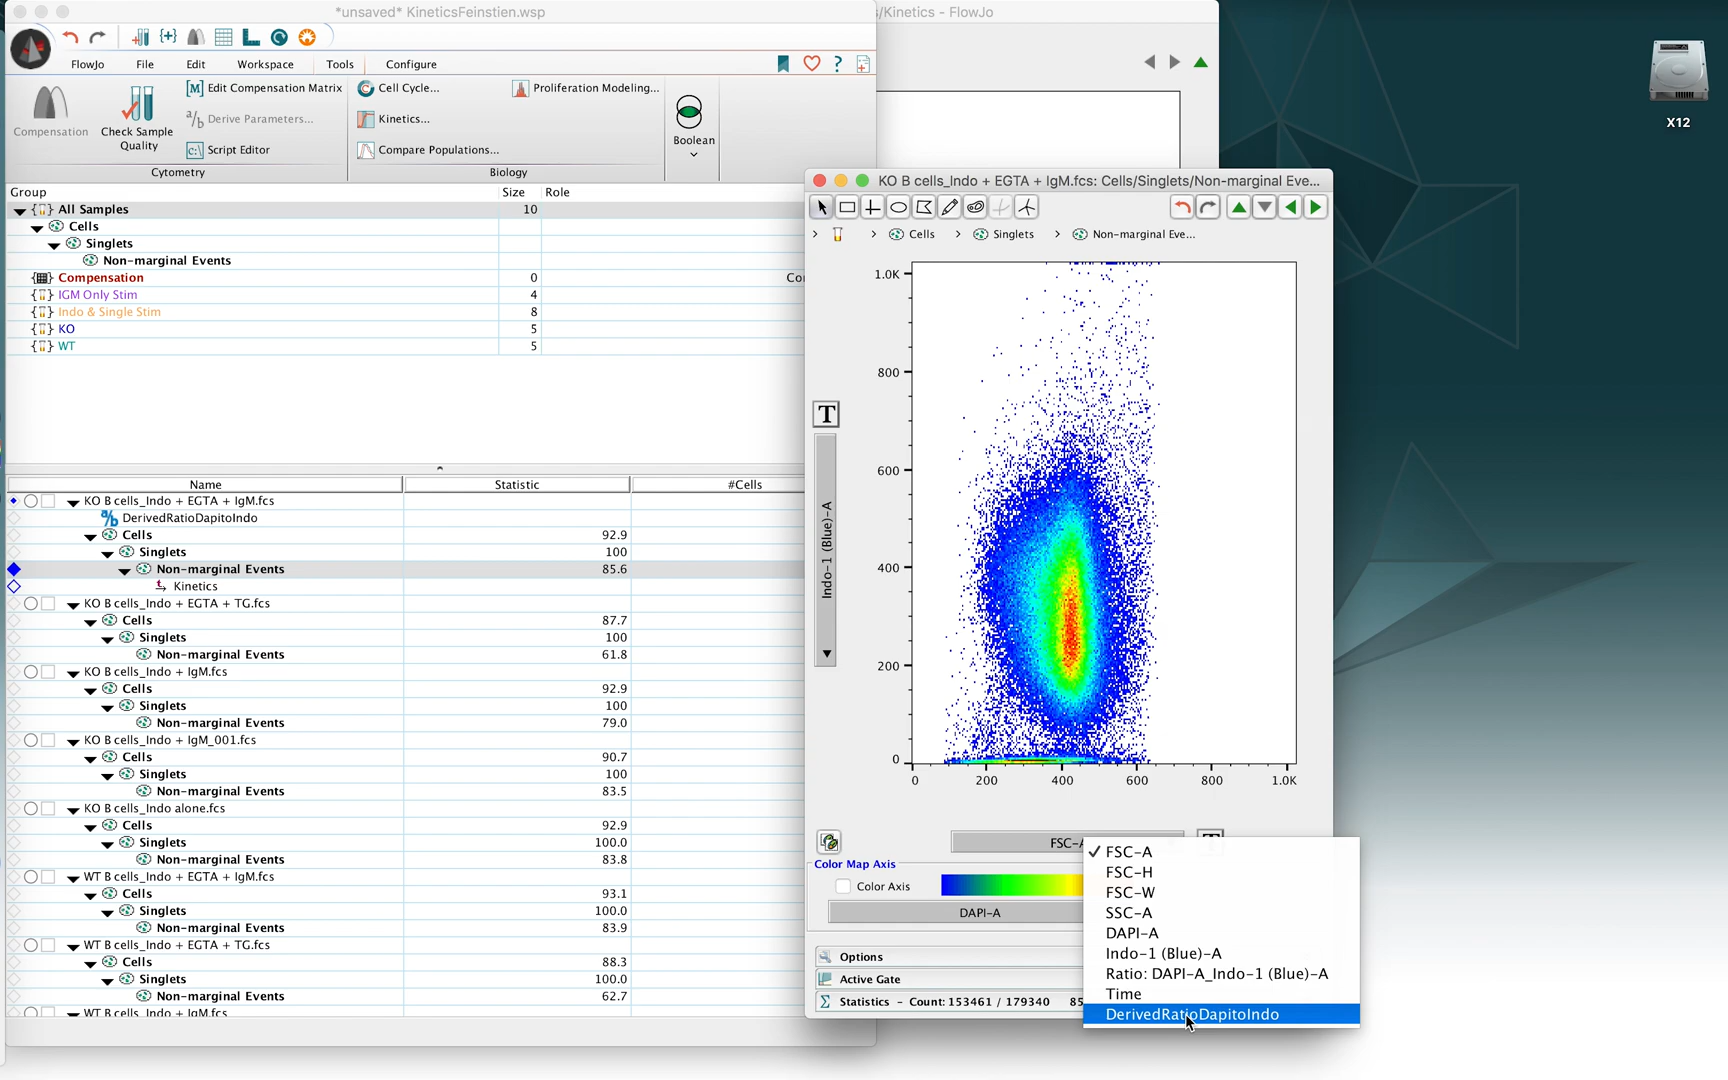 *unsaved* KineticsFeinstien.wsp
s/Kinetics - FlowJo
FlowJo File Edit Workspace Tools Configure
Compensation
Check Sample Quality
[M] Edit Compensation Matrix
a/b Derive Parameters...
c:\ Script Editor
Cytometry
Cell Cycle...
Kinetics...
Compare Populations...
Proliferation Modeling...
Biology
Boolean
X12
Group Size Role
All Samples 10
Cells
Singlets
Non-marginal Events
Compensation 0 Co
IGM Only Stim 4
Indo & Single Stim 8
KO 5
WT 5
Name Statistic #Cells
KO B cells_Indo + EGTA + IgM.fcs
a/b DerivedRatioDapitoIndo
Cells 92.9
Singlets 100
Non-marginal Events 85.6
Kinetics
KO B cells_Indo + EGTA + TG.fcs
Cells 87.7
Singlets 100
Non-marginal Events 61.8
KO B cells_Indo + IgM.fcs
Cells 92.9
Singlets 100
Non-marginal Events 79.0
KO B cells_Indo + IgM_001.fcs
Cells 90.7
Singlets 100
Non-marginal Events 83.5
KO B cells_Indo alone.fcs
Cells 92.9
Singlets 100.0
Non-marginal Events 83.8
WT B cells_Indo + EGTA + IgM.fcs
Cells 93.1
Singlets 100.0
Non-marginal Events 83.9
WT B cells_Indo + EGTA + TG.fcs
Cells 88.3
Singlets 100.0
Non-marginal Events 62.7
WT B cells_Indo + IgM.fcs
KO B cells_Indo + EGTA + IgM.fcs: Cells/Singlets/Non-marginal Eve...
Cells Singlets Non-marginal Eve...
T
Indo-1 (Blue)-A
1.0K
800
600
400
200
0
0 200 400 600 800 1.0K
FSC-A
T
Color Map Axis
Color Axis
DAPI-A
Options
Active Gate
Σ Statistics - Count: 153461 / 179340 85
✓ FSC-A
FSC-H
FSC-W
SSC-A
DAPI-A
Indo-1 (Blue)-A
Ratio: DAPI-A_Indo-1 (Blue)-A
Time
DerivedRatioDapitoIndo